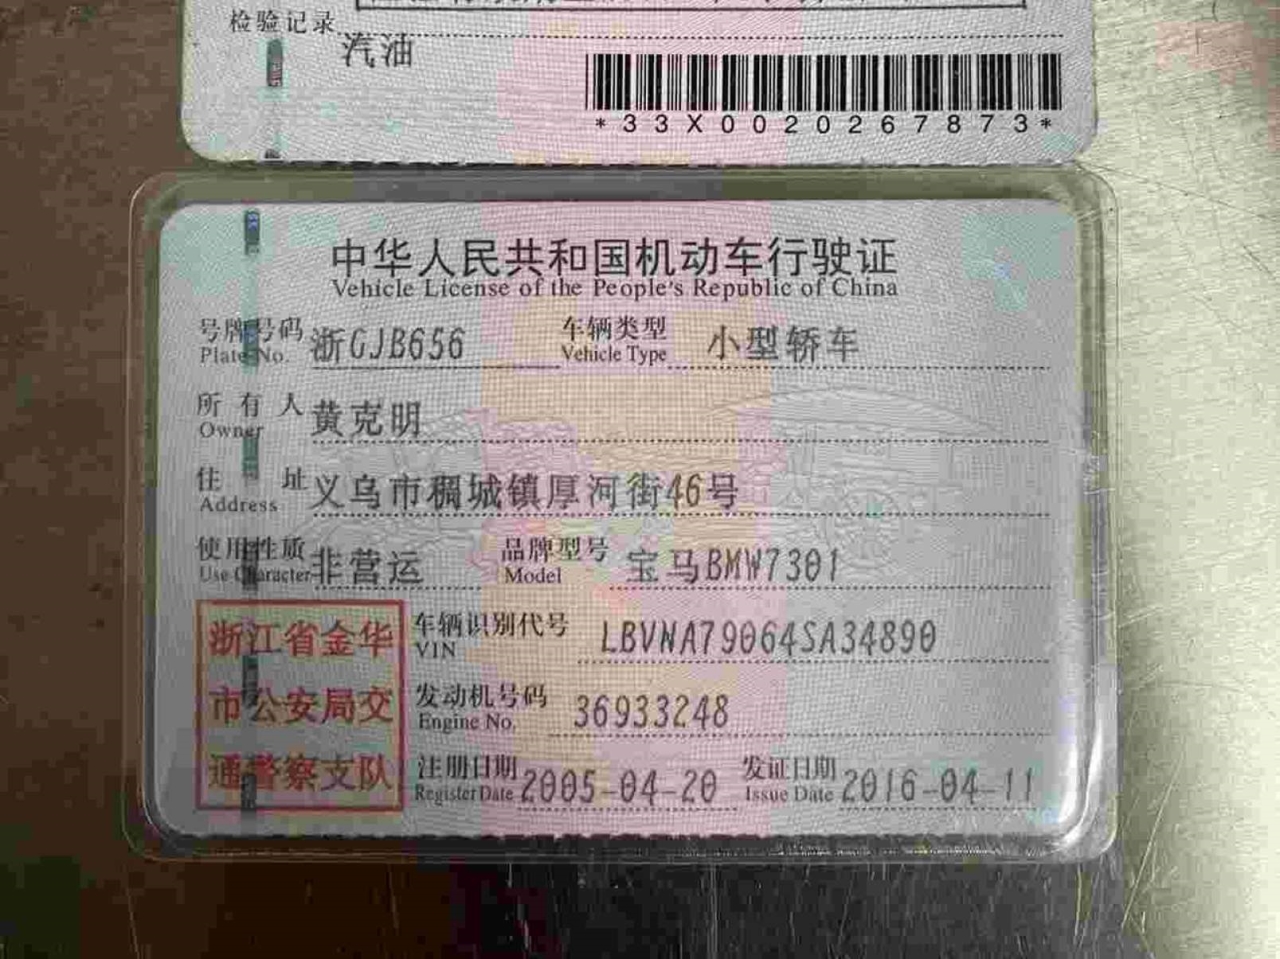 检验记录
汽油
*33X0020267873*
中华人民共和国机动车行驶证
Vehicle License of the People's Republic of China
号牌号码 浙GJB656 车辆类型 小型轿车
Plate No. Vehicle Type
所有人 黄克明
Owner
住址 义乌市稠城镇厚河街46号
Address
使用性质 非营运 品牌型号 宝马BMW7301
Use Character Model
浙江省金华
市公安局交
通警察支队
车辆识别代号 LBVNA79064SA34890
VIN
发动机号码 36933248
Engine No.
注册日期 2005-04-20 发证日期 2016-04-11
Register Date Issue Date